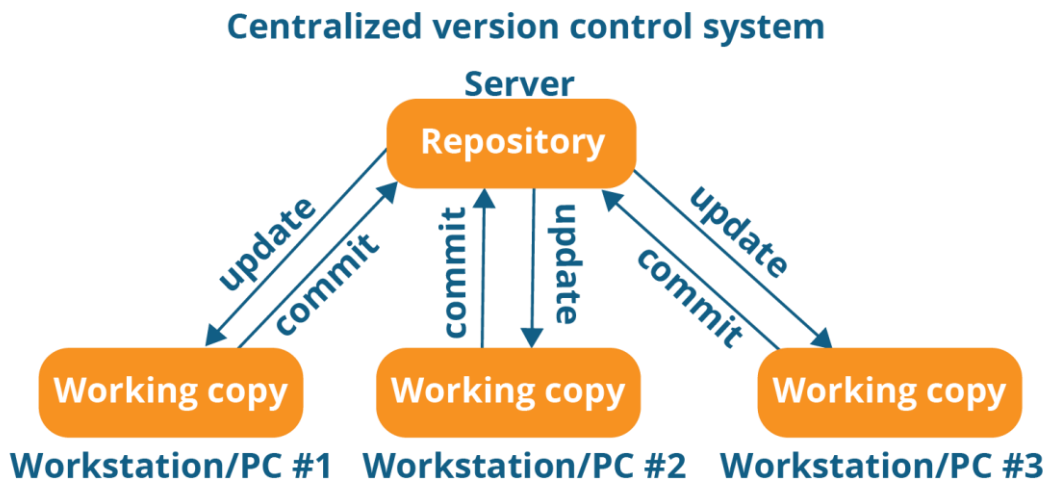 Centralized version control system
Server
Repository
update
commit
commit
update
commit
update
Working copy
Working copy
Working copy
Workstation/PC #1
Workstation/PC #2
Workstation/PC #3